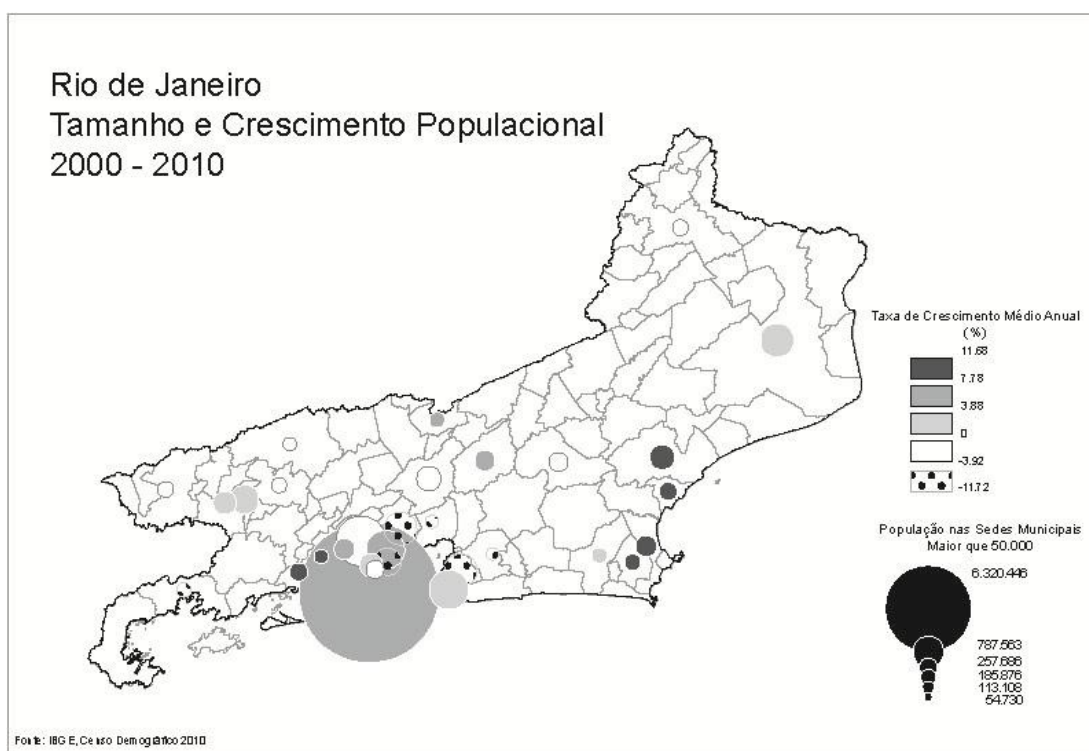 Rio de Janeiro
Tamanho e Crescimento Populacional
2000 - 2010
Taxa de Crescimento Médio Anual
(%)
11.68
7.78
3.88
0
-3.92
-11.72
População nas Sedes Municipais
Maior que 50.000
6.320.446
787.563
257.686
185.876
113.108
54.730
Fonte: IBGE, Censo Demográfico 2010